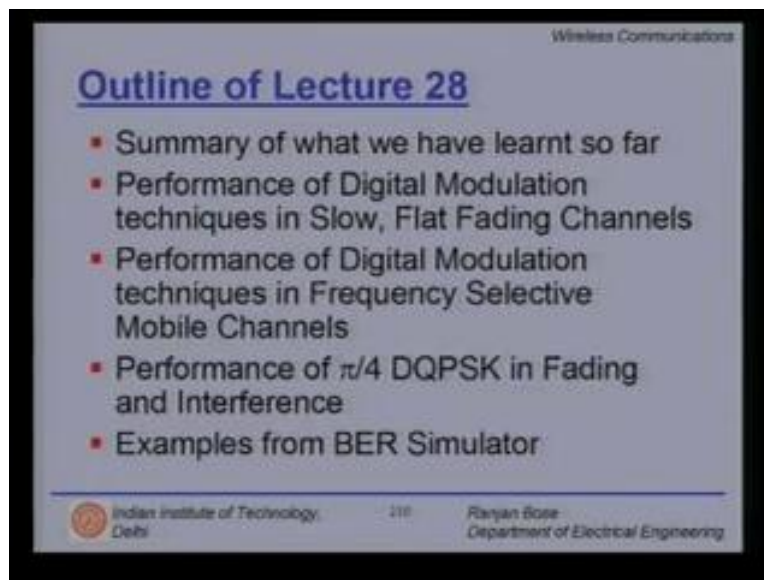 Wireless Communications
Outline of Lecture 28
▪ Summary of what we have learnt so far
▪ Performance of Digital Modulation
techniques in Slow, Flat Fading Channels
▪ Performance of Digital Modulation
techniques in Frequency Selective
Mobile Channels
▪ Performance of π/4 DQPSK in Fading
and Interference
▪ Examples from BER Simulator
Indian Institute of Technology,
Delhi
Ranjan Bose
Department of Electrical Engineering